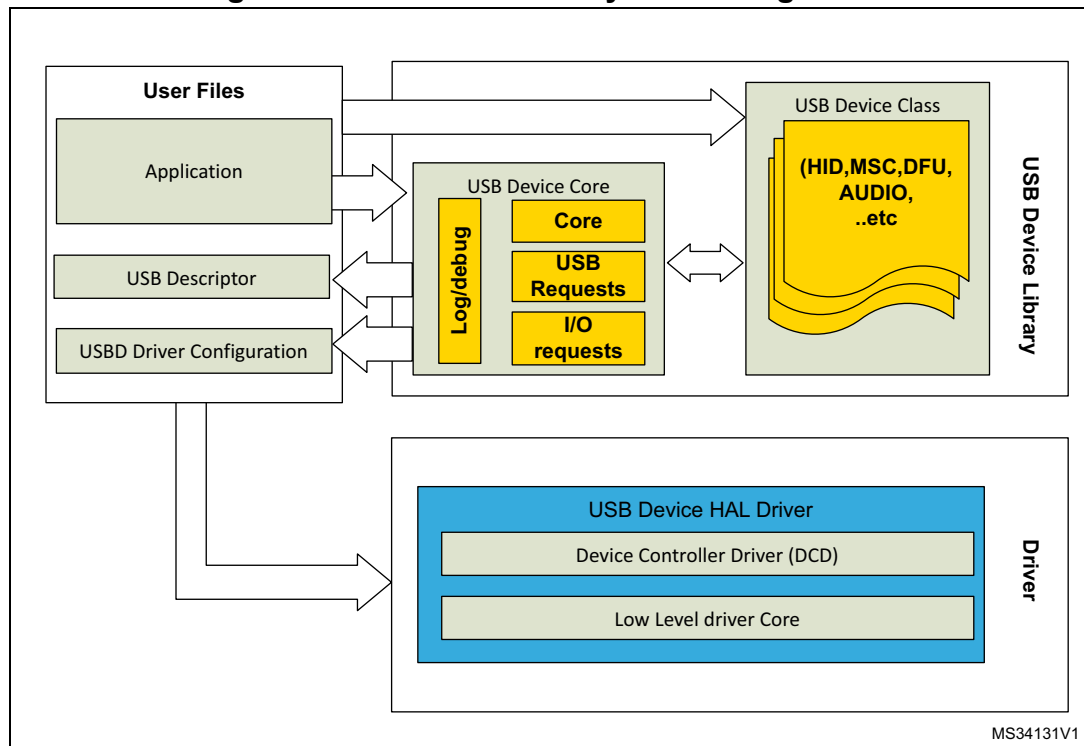 User Files
Application
USB Descriptor
USBD Driver Configuration
USB Device Core
Log/debug
Core
USB
Requests
I/O
requests
USB Device Class
(HID,MSC,DFU,
AUDIO,
..etc
USB Device Library
USB Device HAL Driver
Device Controller Driver (DCD)
Low Level driver Core
Driver
MS34131V1